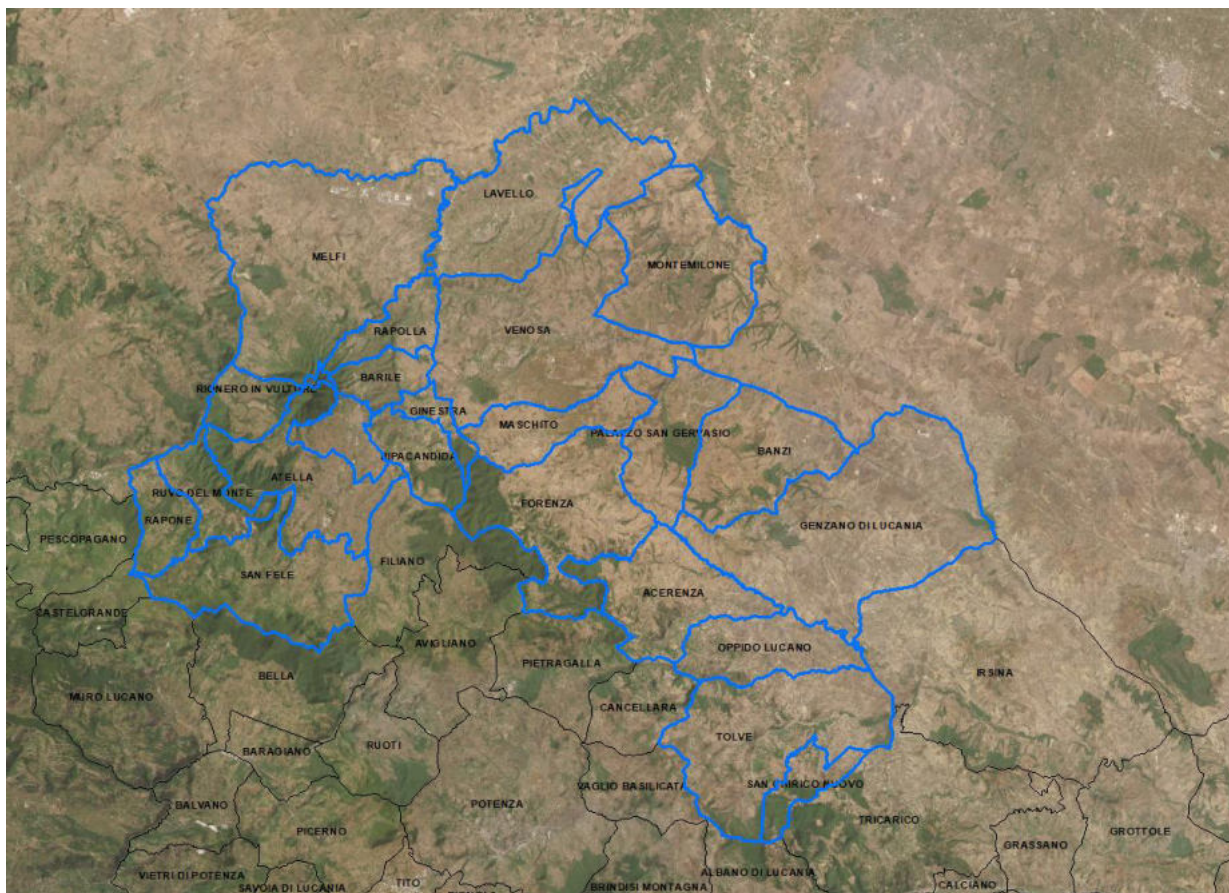 LAVELLO
MELFI
MONTEMILONE
VENOSA
RAPOLLA
BARILE
RIONERO IN VULTURE
GINESTRA
MASCHITO
PALAZZO SAN GERVASIO
BANZI
RIPACANDIDA
ATELLA
RUVO DEL MONTE
FORENZA
RAPONE
GENZANO DI LUCANIA
PESCOPAGANO
FILIANO
SAN FELE
ACERENZA
CASTELGRANDE
AVIGLIANO
OPPIDO LUCANO
PIETRAGALLA
BELLA
IRSINA
MURO LUCANO
CANCELLARA
TOLVE
RUOTI
BARAGIANO
SAN CHIRICO NUOVO
VAGLIO BASILICATA
BALVANO
POTENZA
TRICARICO
PICERNO
GRASSANO
GROTTOLE
VIETRI DI POTENZA
ALBANO DI LUCANIA
TITO
SAVOIA DI LUCANIA
BRINDISI MONTAGNA
CALCIANO